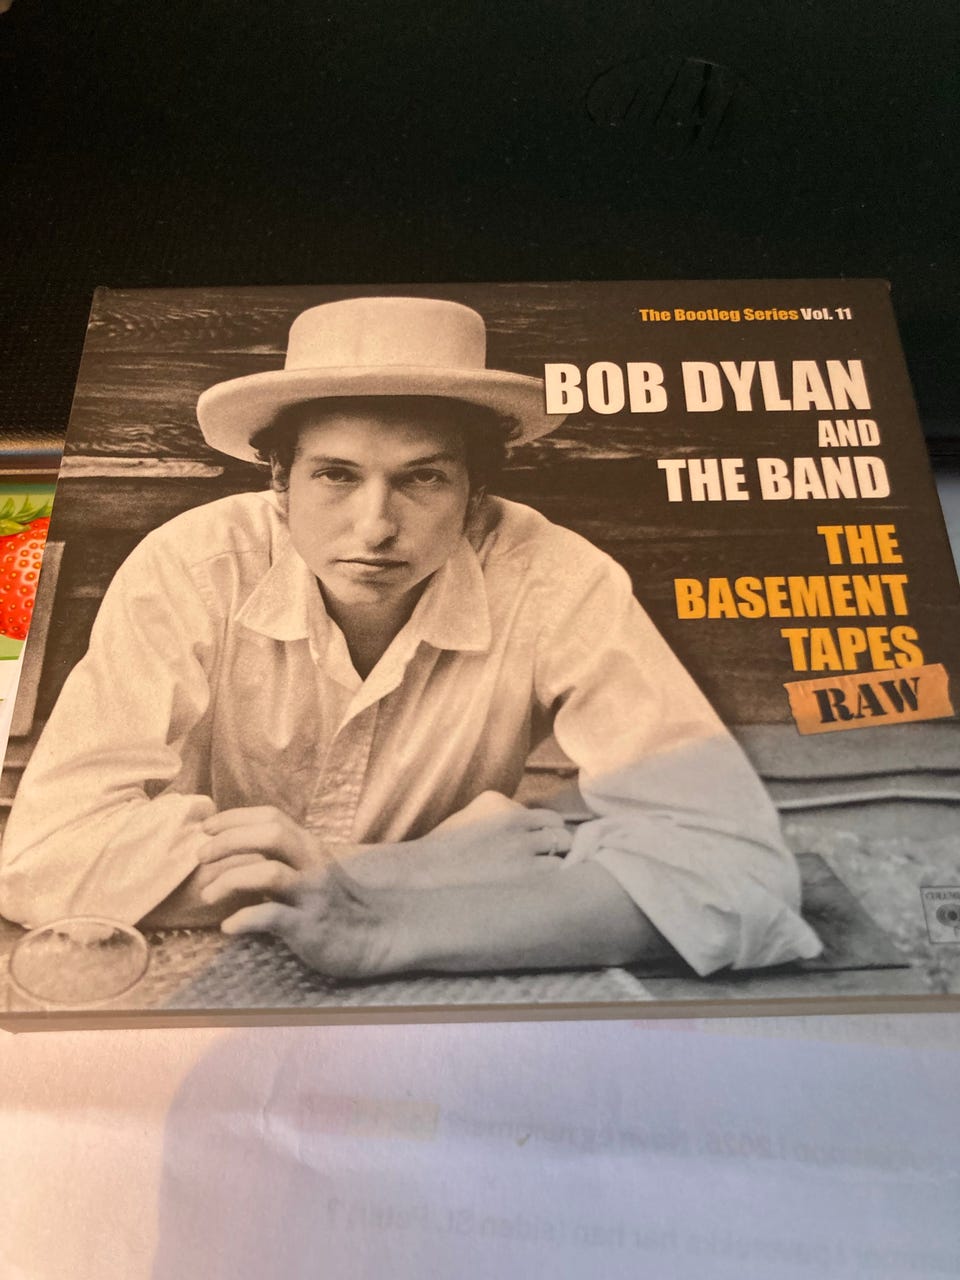 The Bootleg Series Vol. 11
BOB DYLAN
AND
THE BAND
THE
BASEMENT
TAPES
RAW